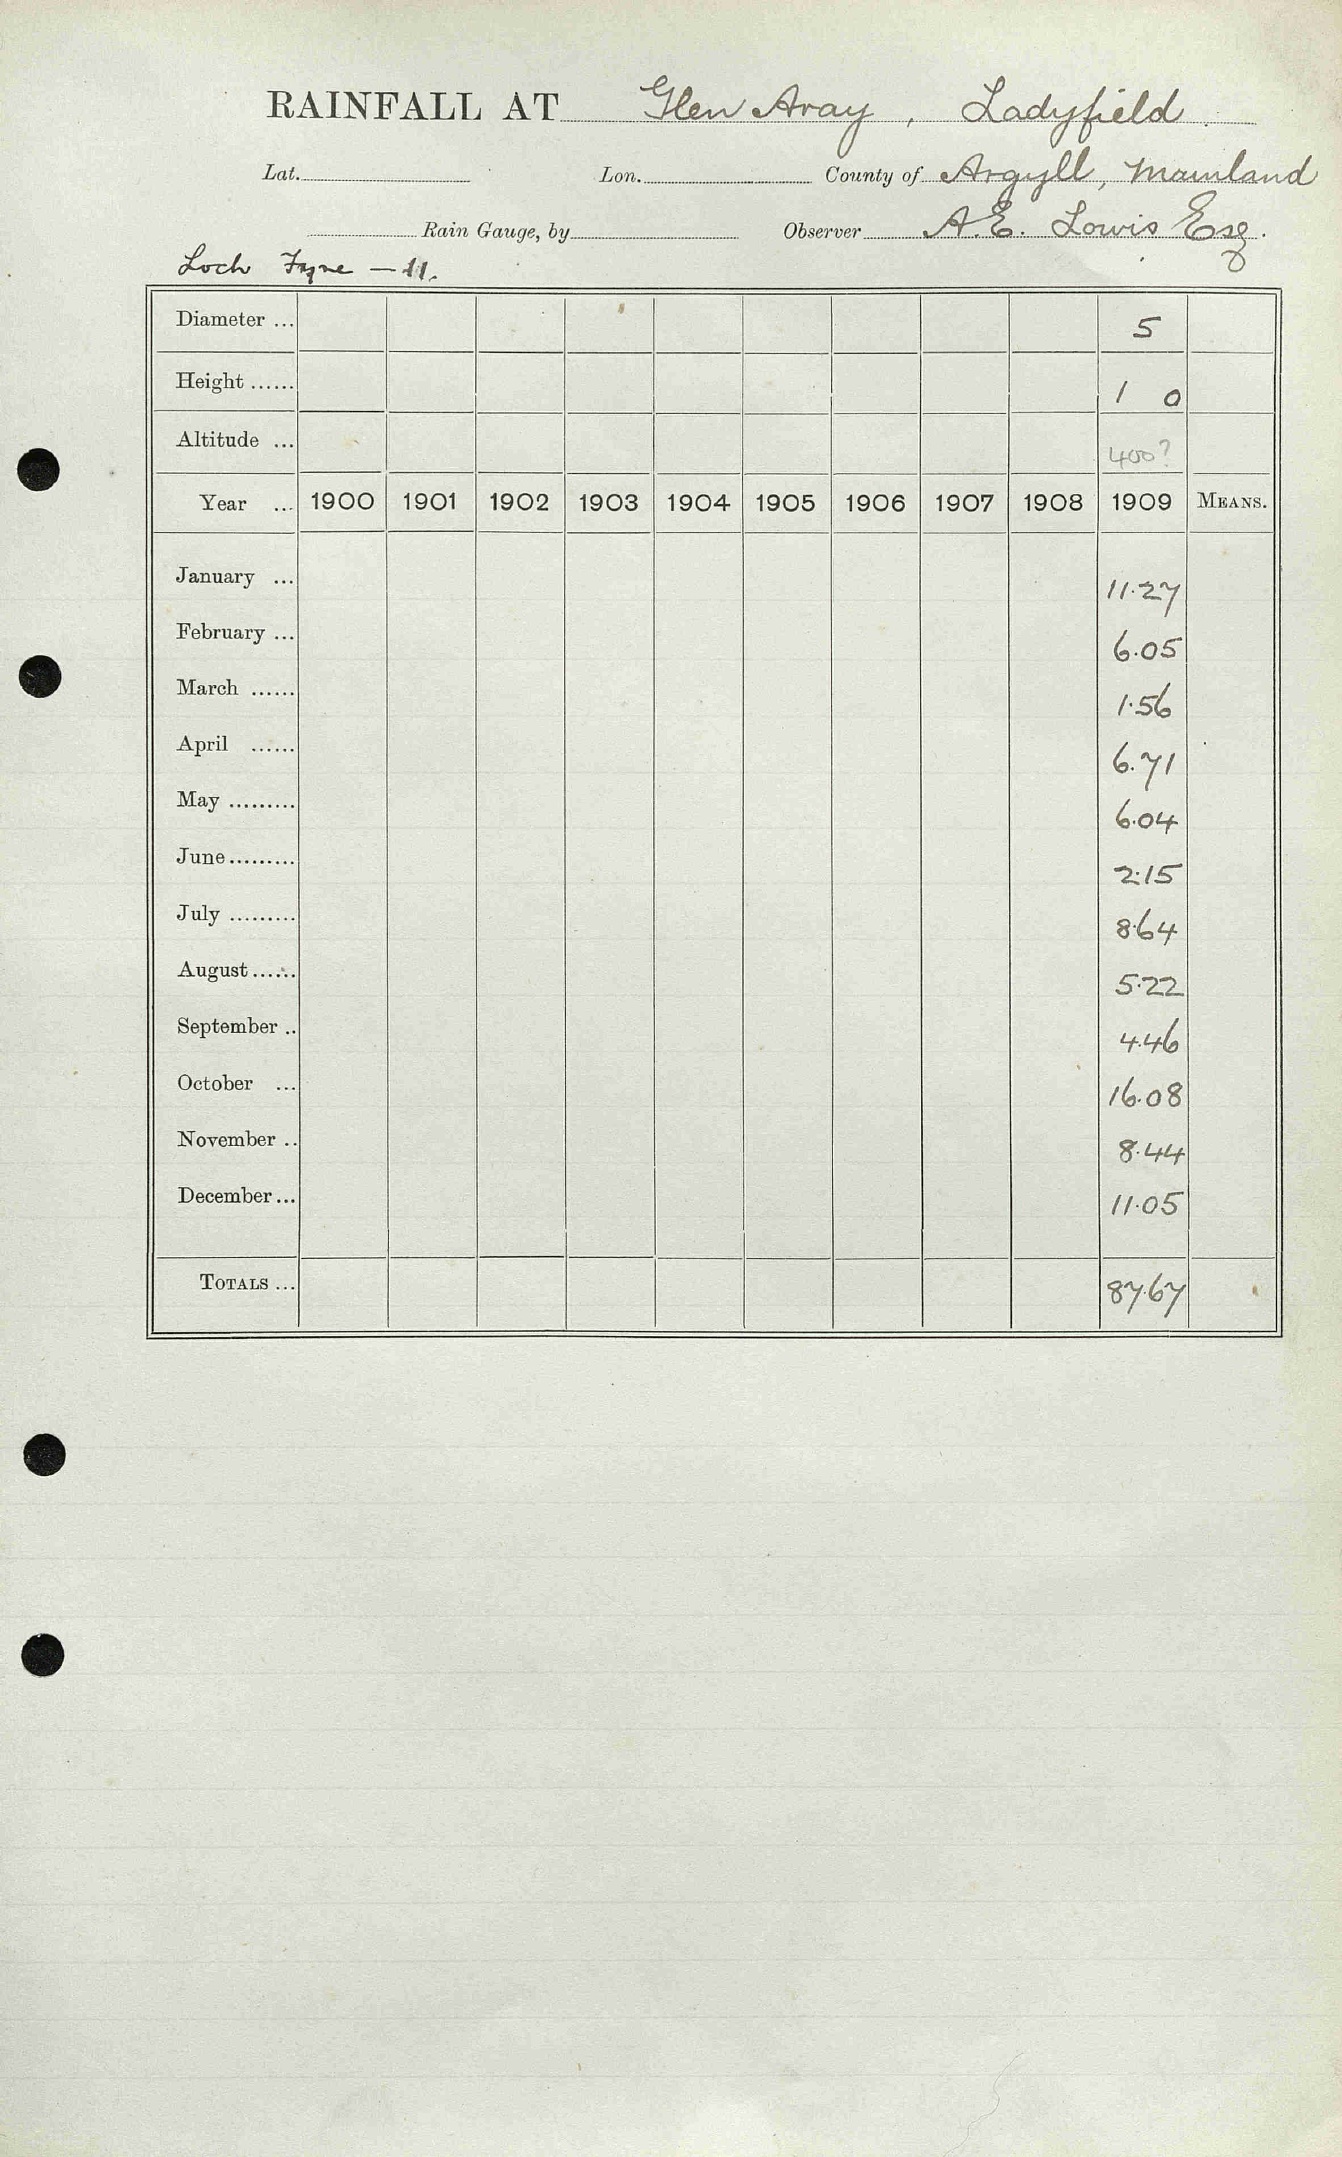 RAINFALL AT Glen Aray, Ladyfield.
Lat. Lon. County of Argyll, Mainland
Rain Gauge, by Observer A. E. Lowis Esq.
Loch Fyne — 11.
Diameter ... 5
Height ...... 1 0
Altitude ... 400?
Year ... 1900 1901 1902 1903 1904 1905 1906 1907 1908 1909 MEANS.
January ... 11.27
February ... 6.05
March ...... 1.56
April ...... 6.71
May ......... 6.04
June ......... 2.15
July ......... 8.64
August ...... 5.22
September .. 4.46
October ... 16.08
November .. 8.44
December ... 11.05
TOTALS ... 87.67